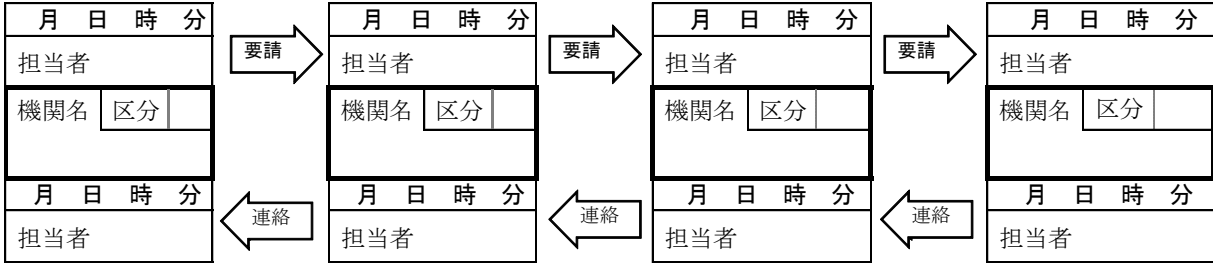 月 日 時 分 月 日 時 分 月 日 時 分 月 日 時 分
要請 要請 要請
担当者 担当者 担当者 担当者
機関名 区分 機関名 区分 機関名 区分 機関名 区分
月 日 時 分 月 日 時 分 月 日 時 分 月 日 時 分
連絡 連絡 連絡
担当者 担当者 担当者 担当者